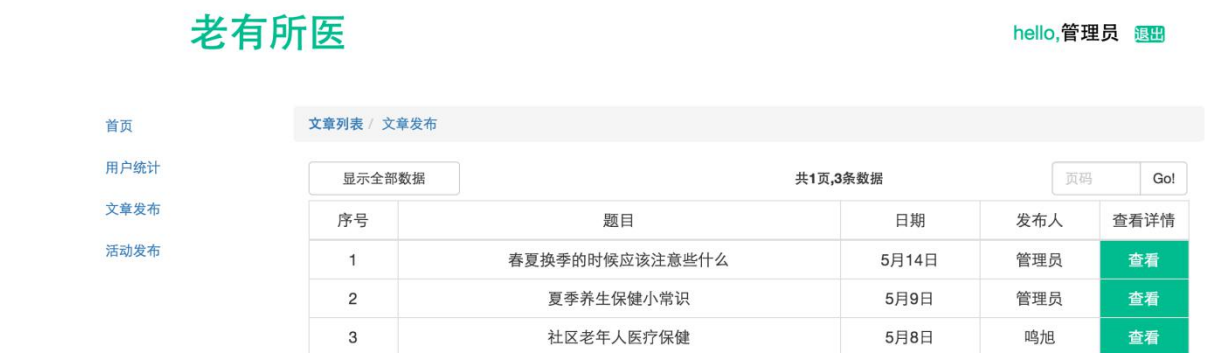 老有所医
hello,管理员 退出
首页
用户统计
文章发布
活动发布
文章列表 / 文章发布
显示全部数据 共1页,3条数据 页码 Go!
序号 题目 日期 发布人 查看详情
1 春夏换季的时候应该注意些什么 5月14日 管理员 查看
2 夏季养生保健小常识 5月9日 管理员 查看
3 社区老年人医疗保健 5月8日 鸣旭 查看